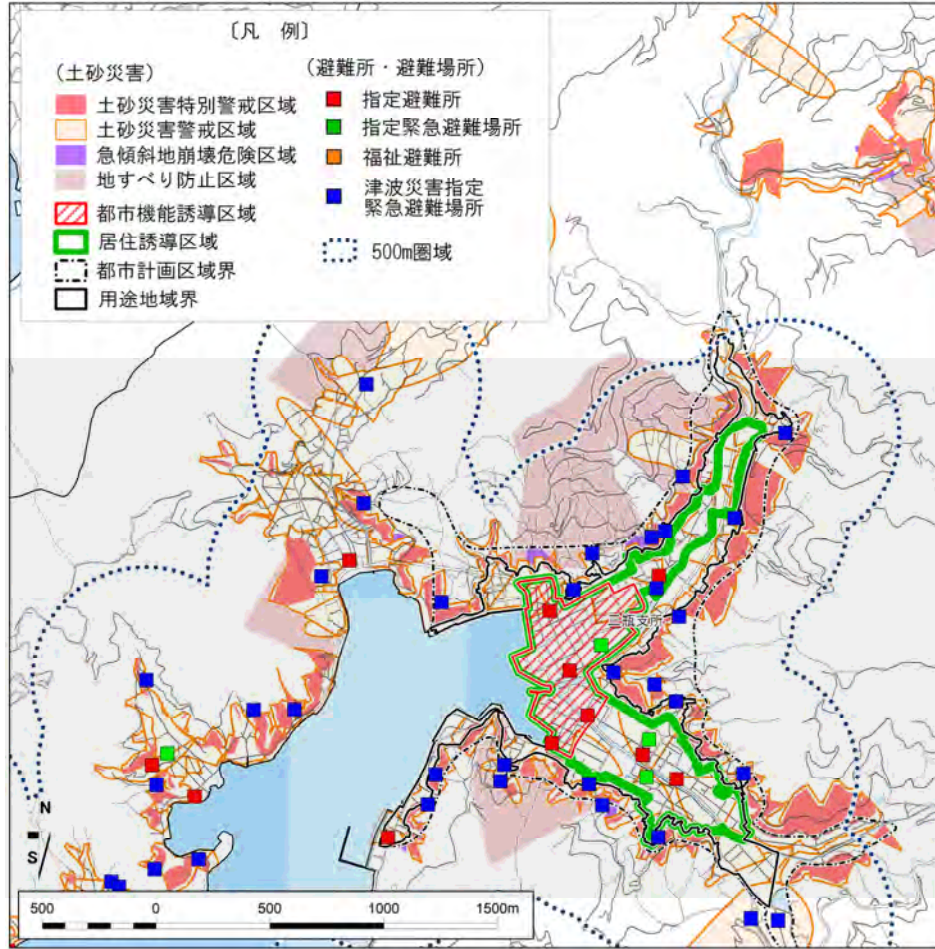 〔凡 例〕
(土砂災害)
土砂災害特別警戒区域
土砂災害警戒区域
急傾斜地崩壊危険区域
地すべり防止区域
都市機能誘導区域
居住誘導区域
都市計画区域界
用途地域界
(避難所・避難場所)
指定避難所
指定緊急避難場所
福祉避難所
津波災害指定
緊急避難場所
500m圏域
三瓶支所
N
S
500 0 500 1000 1500m